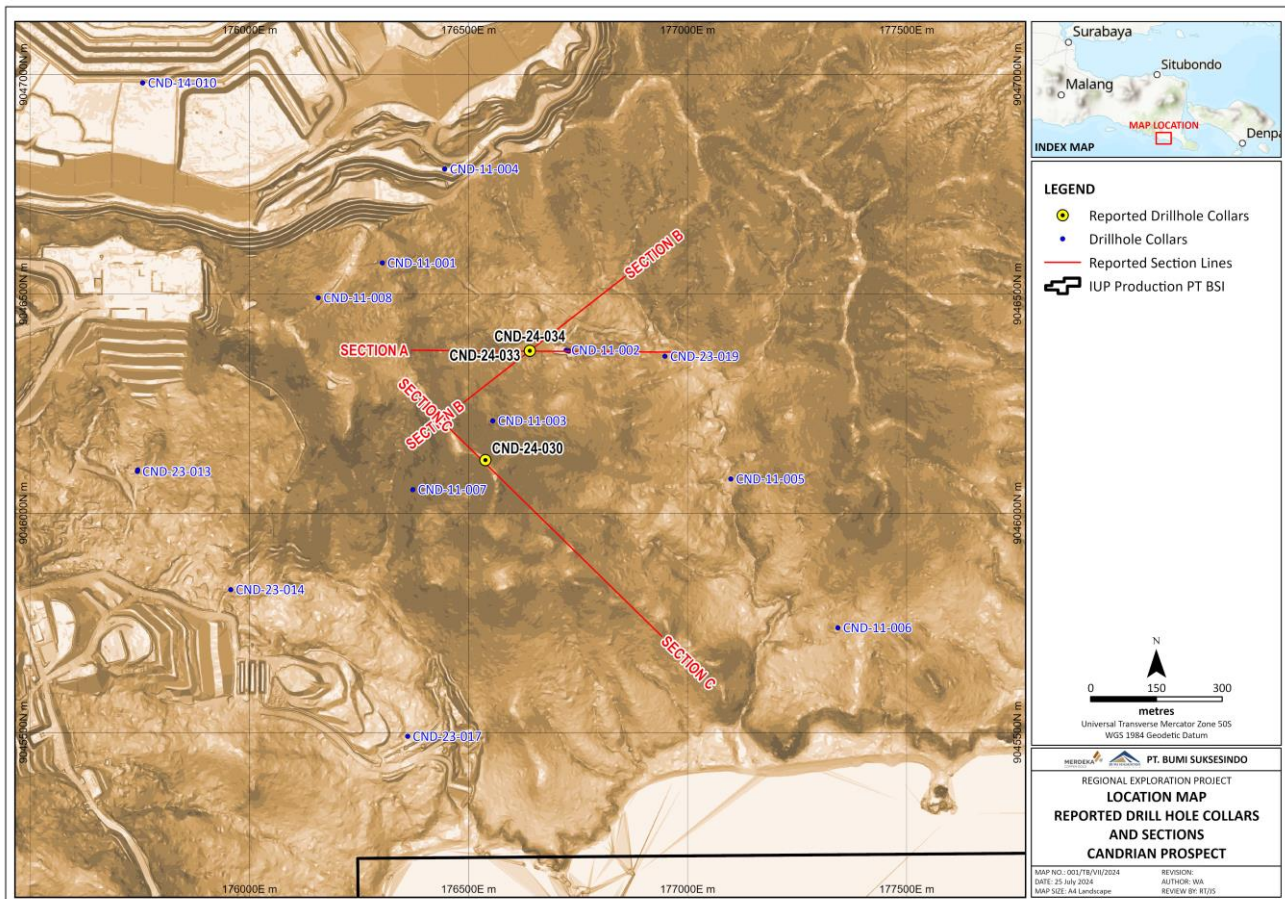 176000E m
176500E m
177000E m
177500E m
9047000N m
9047000N m
CND-14-010
CND-11-004
CND-11-001
CND-11-008
SECTION B
9046500N m
9046500N m
CND-24-034
SECTION A
CND-24-033
CND-11-002
CND-23-019
SECTION C
SECTION B
CND-11-003
CND-24-030
CND-23-013
CND-11-007
CND-11-005
9046000N m
9046000N m
CND-23-014
CND-11-006
SECTION C
9045500N m
9045500N m
CND-23-017
176000E m
176500E m
177000E m
177500E m
Surabaya
Situbondo
Malang
MAP LOCATION
Denpa
INDEX MAP
LEGEND
Reported Drillhole Collars
Drillhole Collars
Reported Section Lines
IUP Production PT BSI
N
0 150 300
metres
Universal Transverse Mercator Zone 50S
WGS 1984 Geodetic Datum
MERDEKA
PT. BUMI SUKSESINDO
REGIONAL EXPLORATION PROJECT
LOCATION MAP
REPORTED DRILL HOLE COLLARS
AND SECTIONS
CANDRIAN PROSPECT
MAP NO.: 001/TB/VII/2024 REVISION:
DATE: 25 July 2024 AUTHOR: WA
MAP SIZE: A4 Landscape REVIEW BY: RT/JS